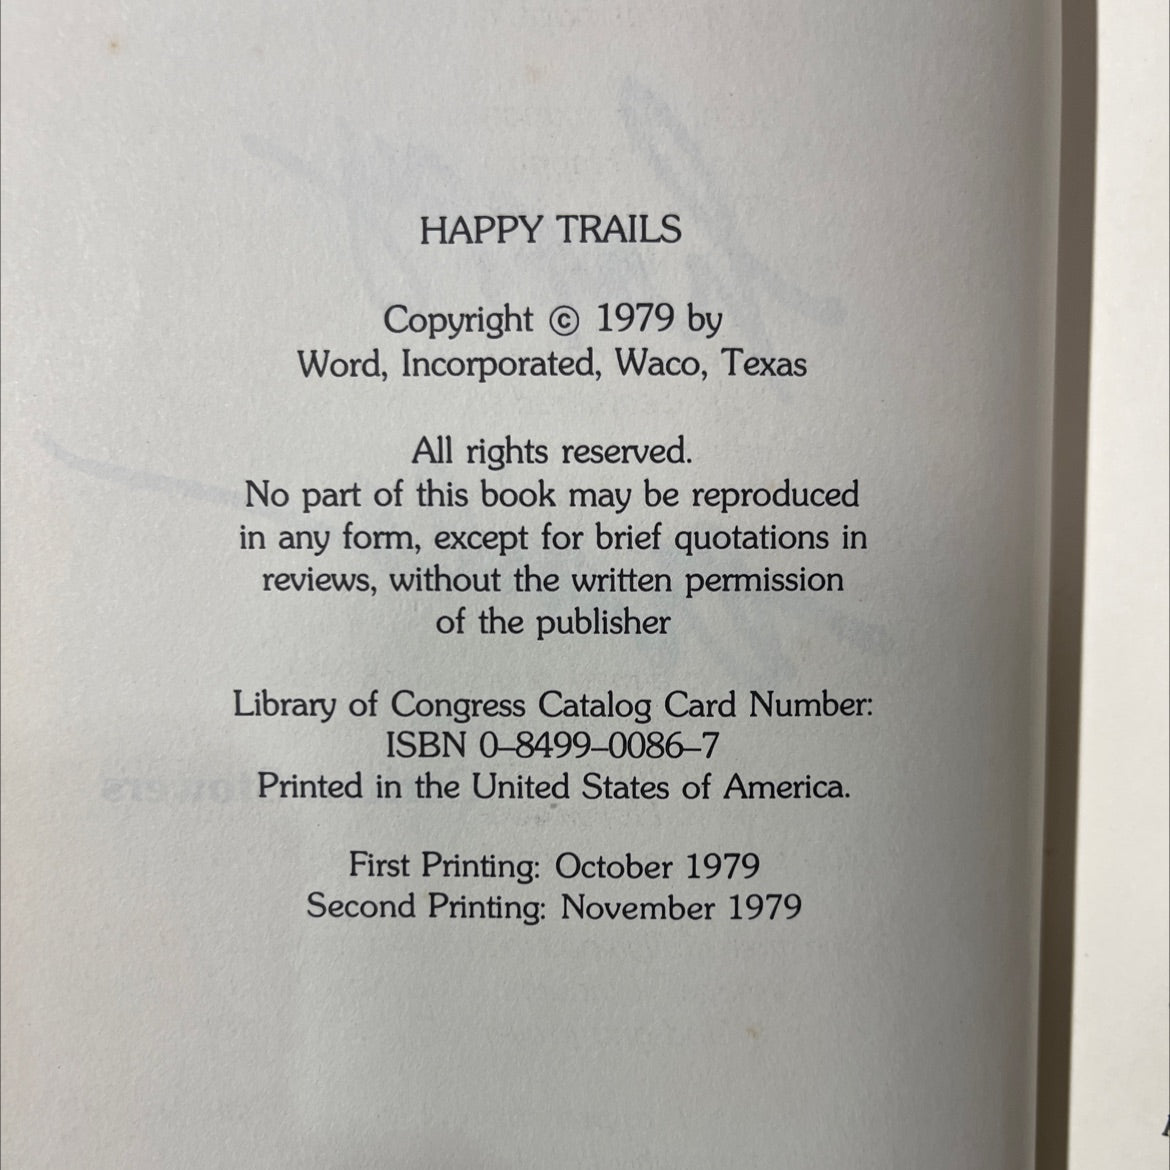 HAPPY TRAILS
Copyright © 1979 by
Word, Incorporated, Waco, Texas
All rights reserved.
No part of this book may be reproduced
in any form, except for brief quotations in
reviews, without the written permission
of the publisher
Library of Congress Catalog Card Number:
ISBN 0–8499–0086–7
Printed in the United States of America.
First Printing: October 1979
Second Printing: November 1979